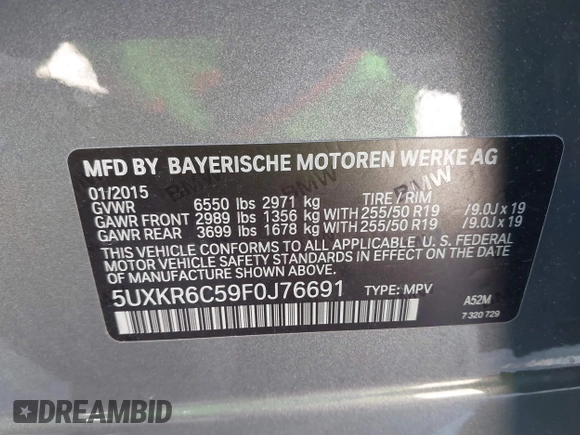 MFD BY BAYERISCHE MOTOREN WERKE AG
01/2015 TIRE / RIM
GVWR 6550 lbs 2971 kg
GAWR FRONT 2989 lbs 1356 kg WITH 255/50 R19 /9.0J x 19
GAWR REAR 3699 lbs 1678 kg WITH 255/50 R19 /9.0J x 19
THIS VEHICLE CONFORMS TO ALL APPLICABLE U. S. FEDERAL
MOTOR VEHICLE SAFETY STANDARDS IN EFFECT ON THE DATE
OF MANUFACTURE SHOWN ABOVE.
5UXKR6C59F0J76691 TYPE: MPV A52M
7 320 729
BMW
BMW
BMW
DREAMBID